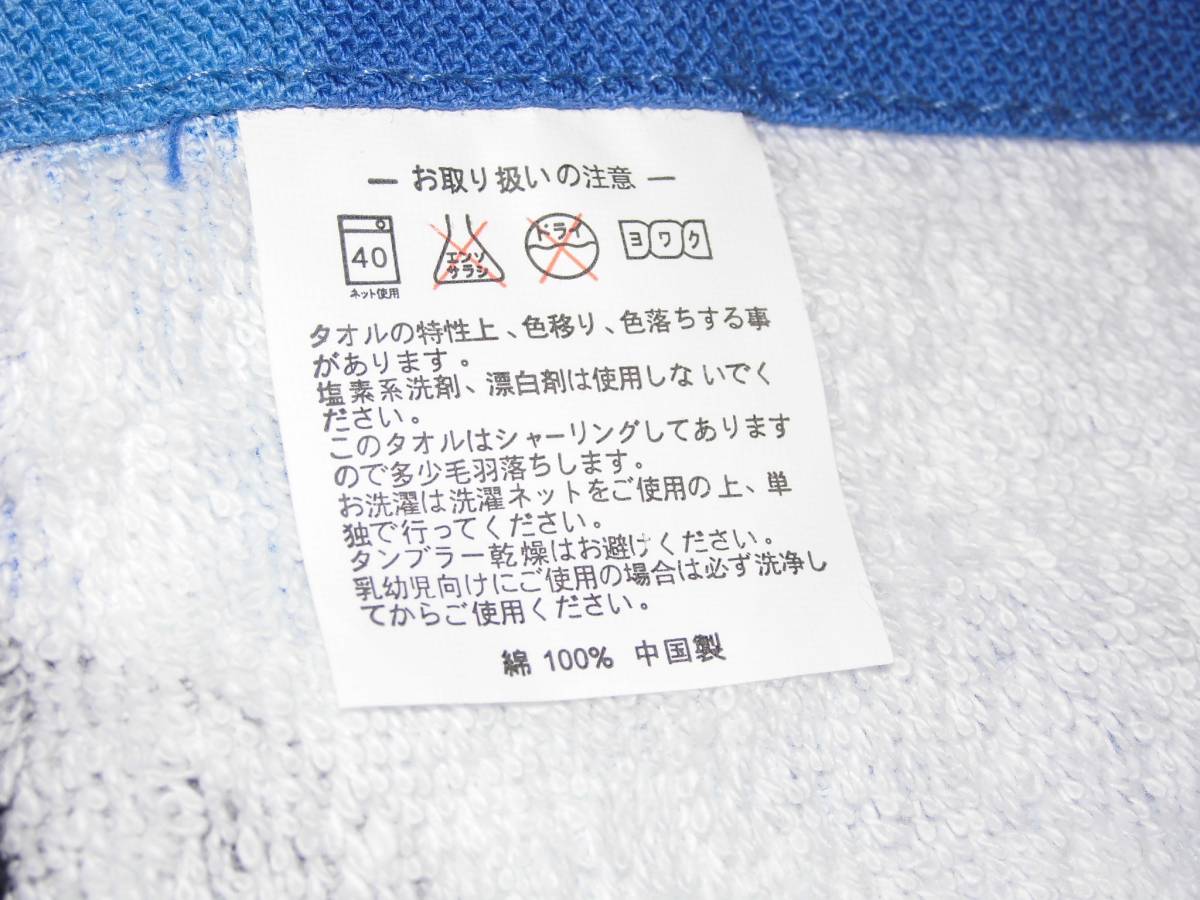 — お取り扱いの注意 —
40
ネット使用
エンソ
サラシ
ドライ
ヨワク
タオルの特性上、色移り、色落ちする事
があります。
塩素系洗剤、漂白剤は使用しないでく
ださい。
このタオルはシャーリングしてあります
ので多少毛羽落ちします。
お洗濯は洗濯ネットをご使用の上、単
独で行ってください。
タンブラー乾燥はお避けください。
乳幼児向けにご使用の場合は必ず洗浄し
てからご使用ください。
綿 100% 中国製